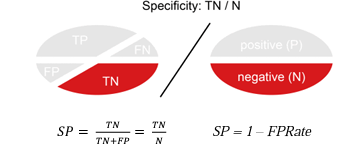 Specificity: TN / N
TP
FN
FP
TN
positive (P)
negative (N)
SP = TN/TN+FP = TN/N
SP = 1 – FPRate